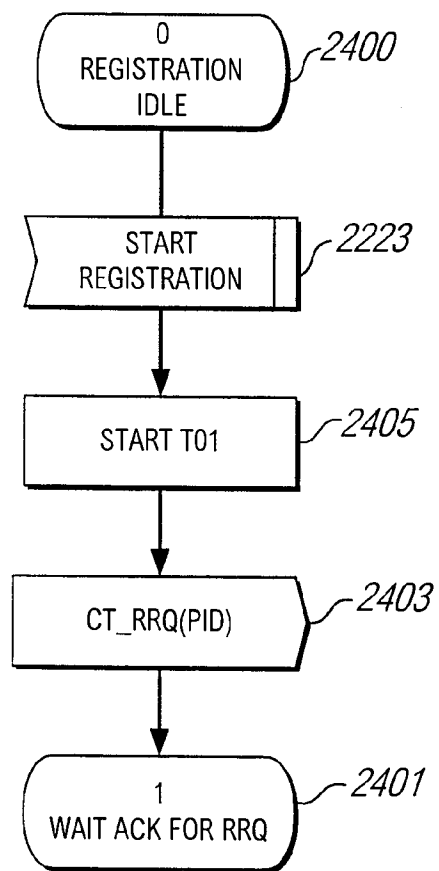 0
REGISTRATION
IDLE
2400
START
REGISTRATION
2223
START T01
2405
CT_RRQ(PID)
2403
1
WAIT ACK FOR RRQ
2401